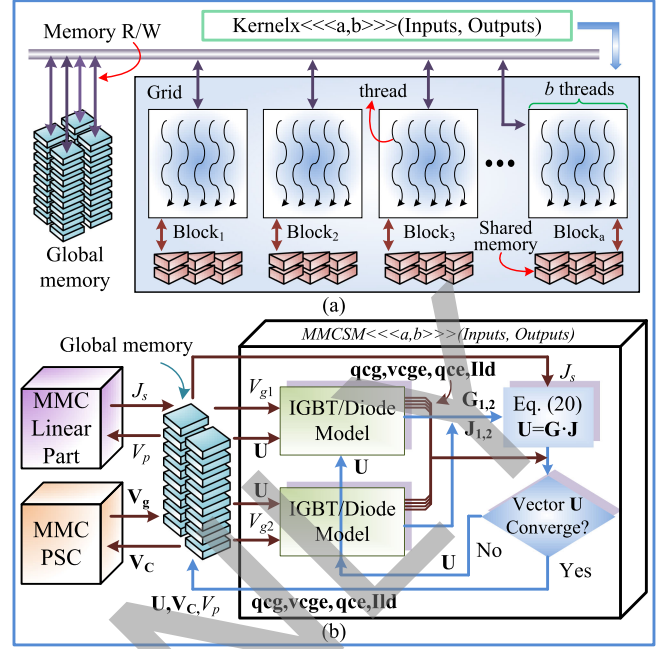 Kernelx<<<a,b>>>(Inputs, Outputs)
Memory R/W
Grid
thread
b threads
Block1
Block2
Block3
Blocka
Shared memory
Global memory
(a)
MMCSM<<<a,b>>>(Inputs, Outputs)
Global memory
qcg,vcge,qce,Ild
Js
MMC Linear Part
Js
Vp
Vg1
U
IGBT/Diode Model
G1,2
J1,2
Eq. (20)
U=G·J
U
MMC PSC
Vg
VC
U
Vg2
IGBT/Diode Model
Vector U Converge?
No
Yes
U
U,VC,Vp
qcg,vcge,qce,Ild
(b)